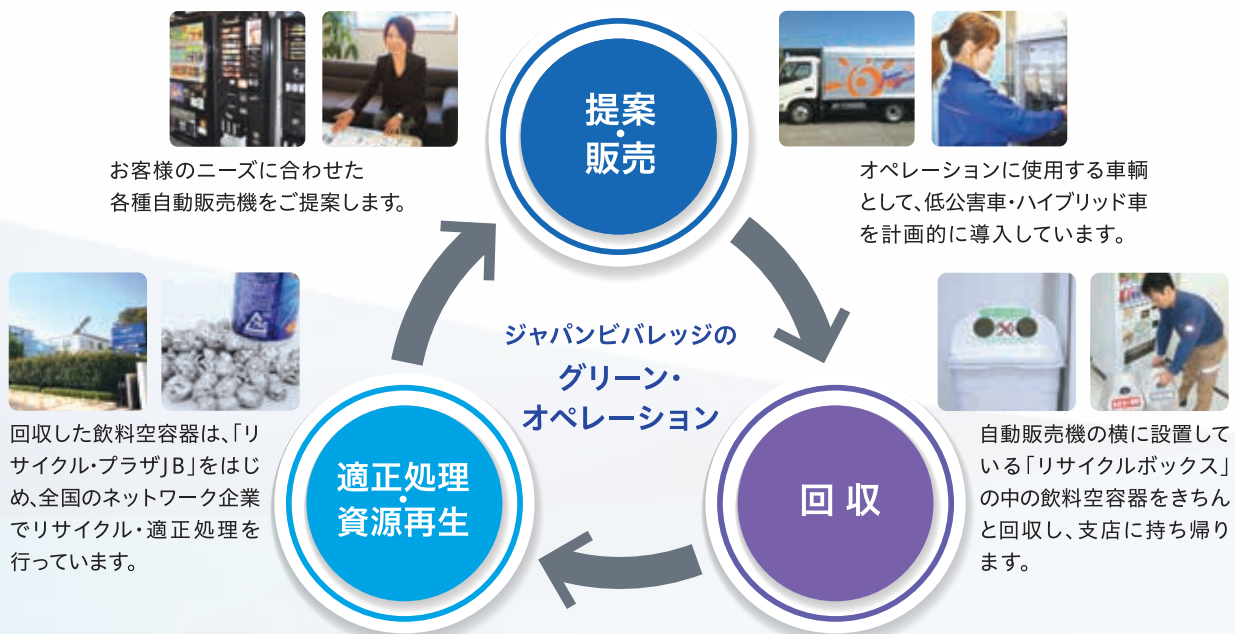 提案
・
販売
お客様のニーズに合わせた
各種自動販売機をご提案します。
オペレーションに使用する車輌
として、低公害車・ハイブリッド車
を計画的に導入しています。
ジャパンビバレッジの
グリーン・
オペレーション
回収した飲料空容器は、「リ
サイクル・プラザJB」をはじ
め、全国のネットワーク企業
でリサイクル・適正処理を
行っています。
適正処理
・
資源再生
回収
自動販売機の横に設置して
いる「リサイクルボックス」
の中の飲料空容器をきちん
と回収し、支店に持ち帰り
ます。